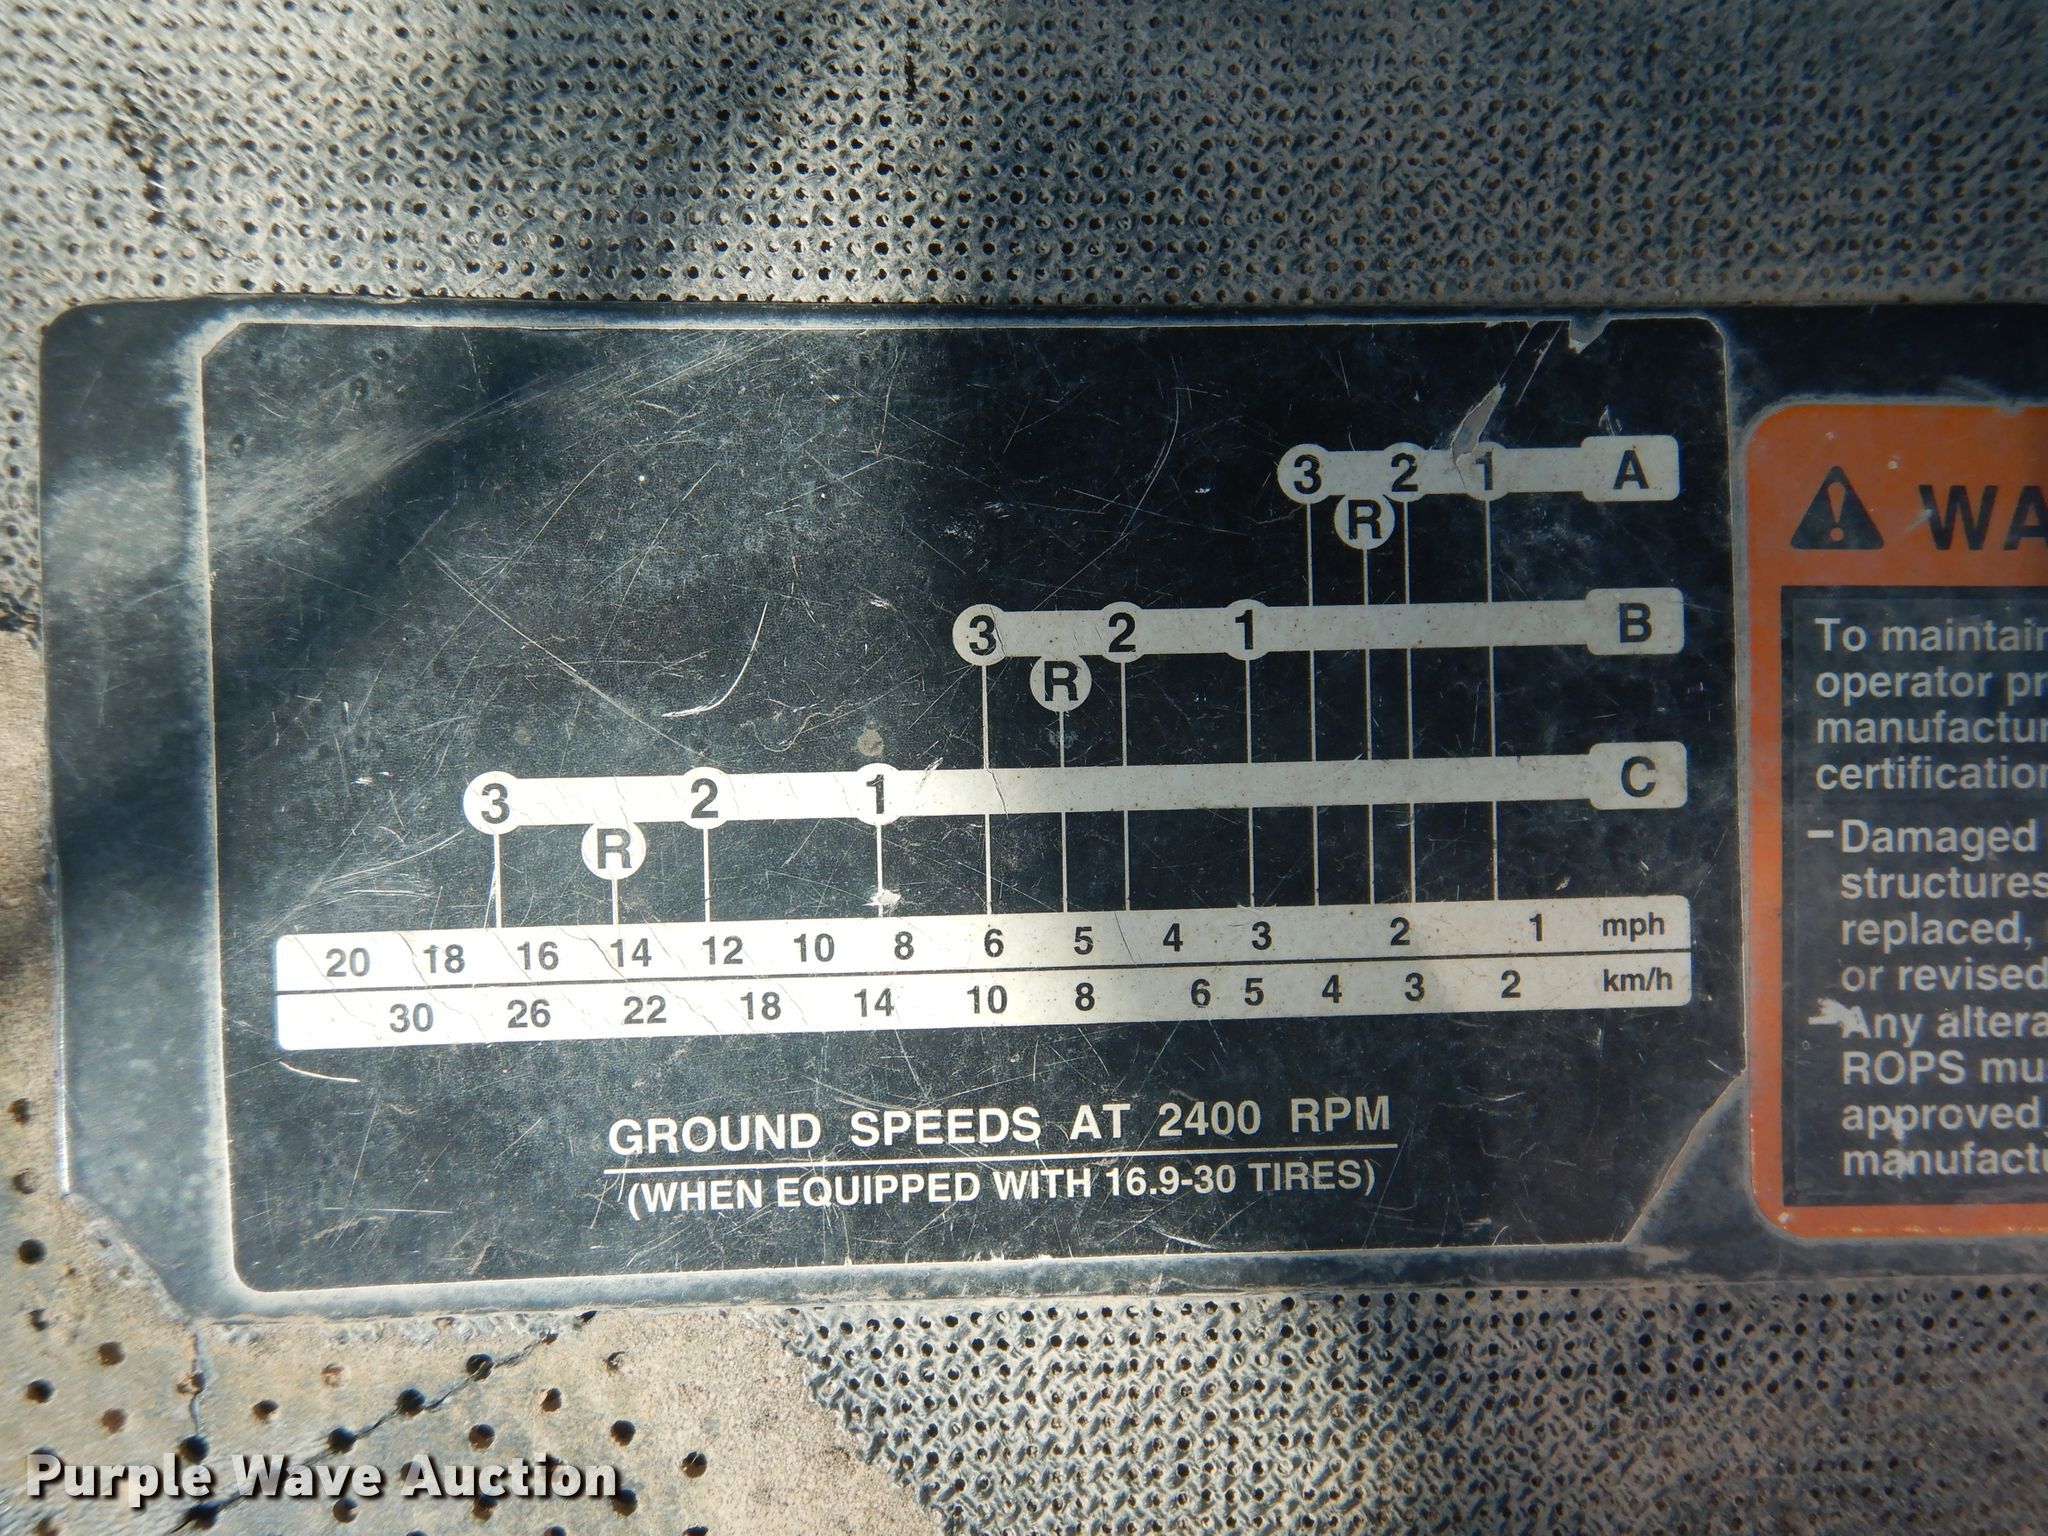 3 2 1 A
R
3 2 1 B
R
3 2 1 C
R
20 18 16 14 12 10 8 6 5 4 3 2 1 mph
30 26 22 18 14 10 8 6 5 4 3 2 km/h
GROUND SPEEDS AT 2400 RPM
(WHEN EQUIPPED WITH 16.9-30 TIRES)
WA
To maintain
operator pr
manufactur
certification
– Damaged
structures
replaced,
or revised
– Any altera
ROPS mus
approved
manufactu
Purple Wave Auction